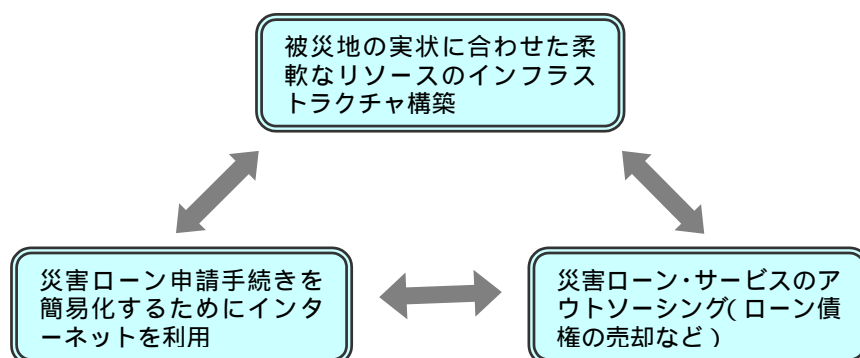 被災地の実状に合わせた柔
軟なリソースのインフラス
トラクチャ構築
災害ローン申請手続きを
簡易化するためにインタ
ーネットを利用
災害ローン・サービスのア
ウトソーシング(ローン債
権の売却など)